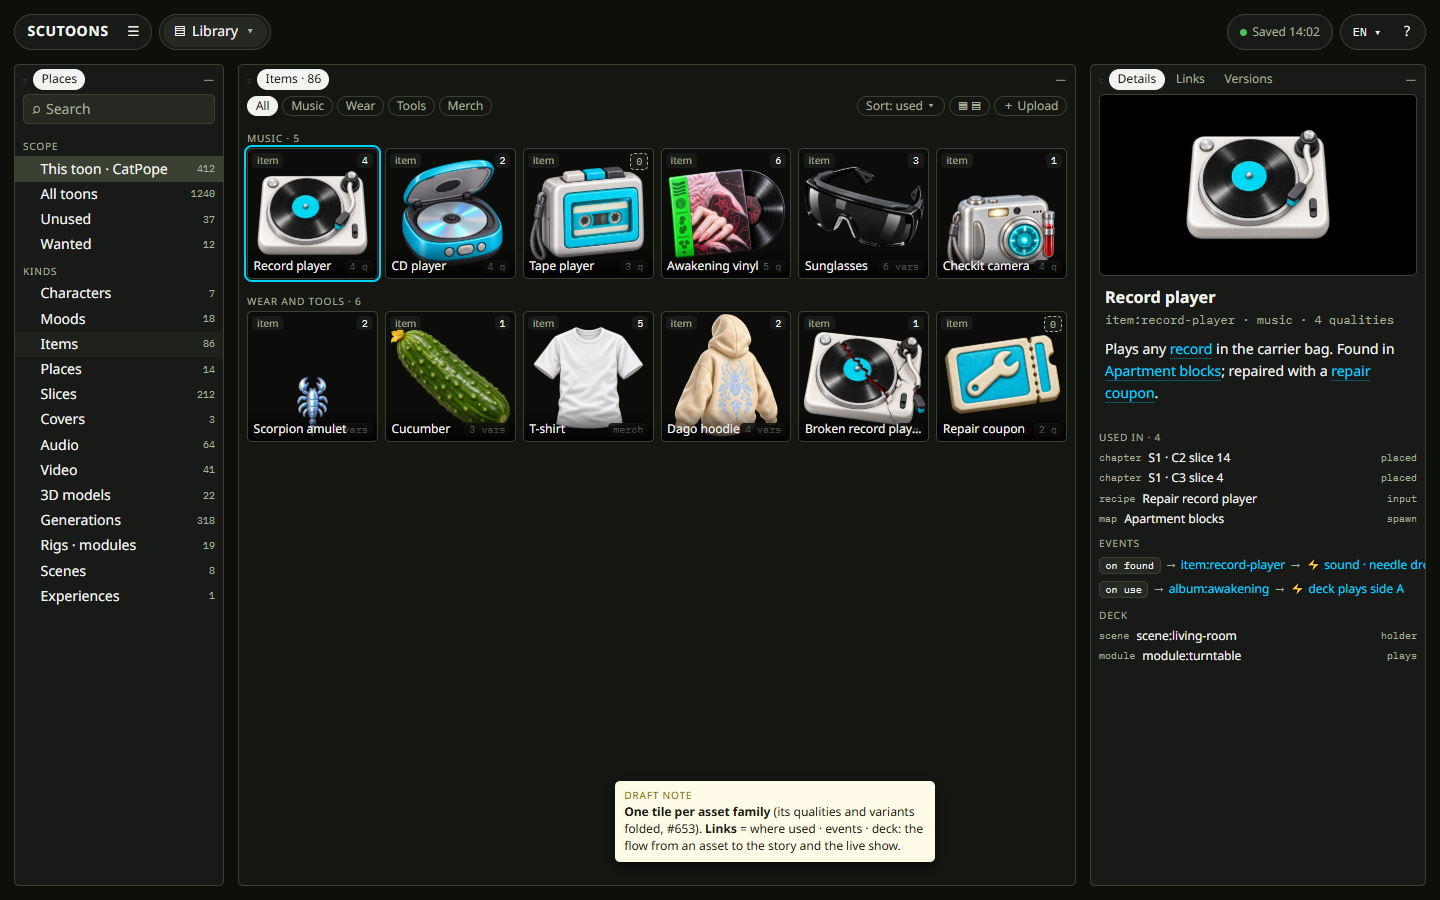 SCUTOONS
Library
Saved 14:02
EN
?
Places
Search
SCOPE
This toon · CatPope 412
All toons 1240
Unused 37
Wanted 12
KINDS
Characters 7
Moods 18
Items 86
Places 14
Slices 212
Covers 3
Audio 64
Video 41
3D models 22
Generations 318
Rigs · modules 19
Scenes 8
Experiences 1
Items · 86
All Music Wear Tools Merch
Sort: used
+ Upload
MUSIC · 5
item 4
Record player 4 q
item 2
CD player 4 q
item 0
Tape player 3 q
item 6
Awakening vinyl 5 q
item 3
Sunglasses 6 vars
item 1
Checkit camera 4 q
WEAR AND TOOLS · 6
item 2
Scorpion amulet vars
item 1
Cucumber 3 vars
item 5
T-shirt merch
item 2
Dago hoodie 4 vars
item 1
Broken record play...
item 0
Repair coupon 2 q
DRAFT NOTE
One tile per asset family (its qualities and variants
folded, #653). Links = where used · events · deck: the
flow from an asset to the story and the live show.
Details Links Versions
Record player
item:record-player · music · 4 qualities
Plays any record in the carrier bag. Found in
Apartment blocks; repaired with a repair
coupon.
USED IN · 4
chapter S1 · C2 slice 14 placed
chapter S1 · C3 slice 4 placed
recipe Repair record player input
map Apartment blocks spawn
EVENTS
on found → item:record-player → ⚡ sound · needle dro
on use → album:awakening → ⚡ deck plays side A
DECK
scene scene:living-room holder
module module:turntable plays